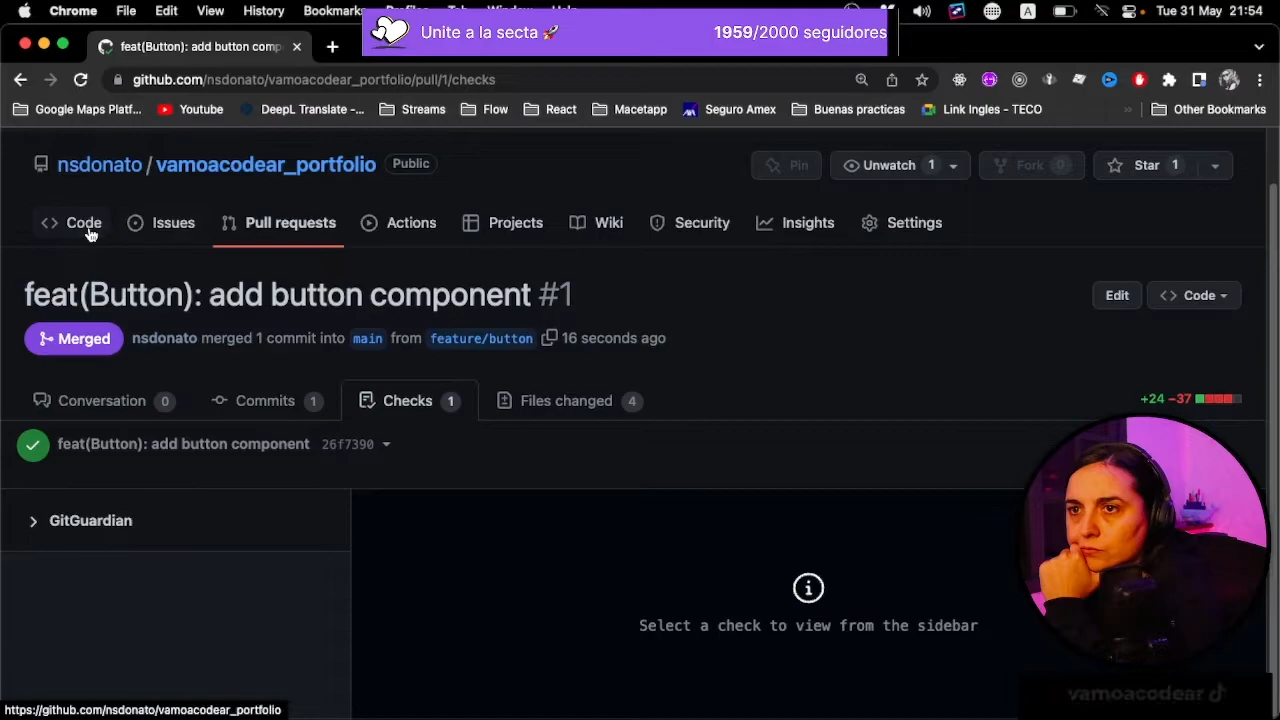 Chrome File Edit View History Bookmarks Profiles Tab Window Help
A Tue 31 May 21:54
Unite a la secta 🚀 1959/2000 seguidores
feat(Button): add button comp
github.com/nsdonato/vamoacodear_portfolio/pull/1/checks
Google Maps Platf... Youtube DeepL Translate -... Streams Flow React Macetapp Seguro Amex Buenas practicas Link Ingles - TECO » Other Bookmarks
nsdonato / vamoacodear_portfolio Public
Pin Unwatch 1 Fork 0 Star 1
Code Issues Pull requests Actions Projects Wiki Security Insights Settings
feat(Button): add button component #1
Edit Code
Merged nsdonato merged 1 commit into main from feature/button 16 seconds ago
Conversation 0 Commits 1 Checks 1 Files changed 4
+24 −37
feat(Button): add button component 26f7390
GitGuardian
Select a check to view from the sidebar
vamoacodear
https://github.com/nsdonato/vamoacodear_portfolio